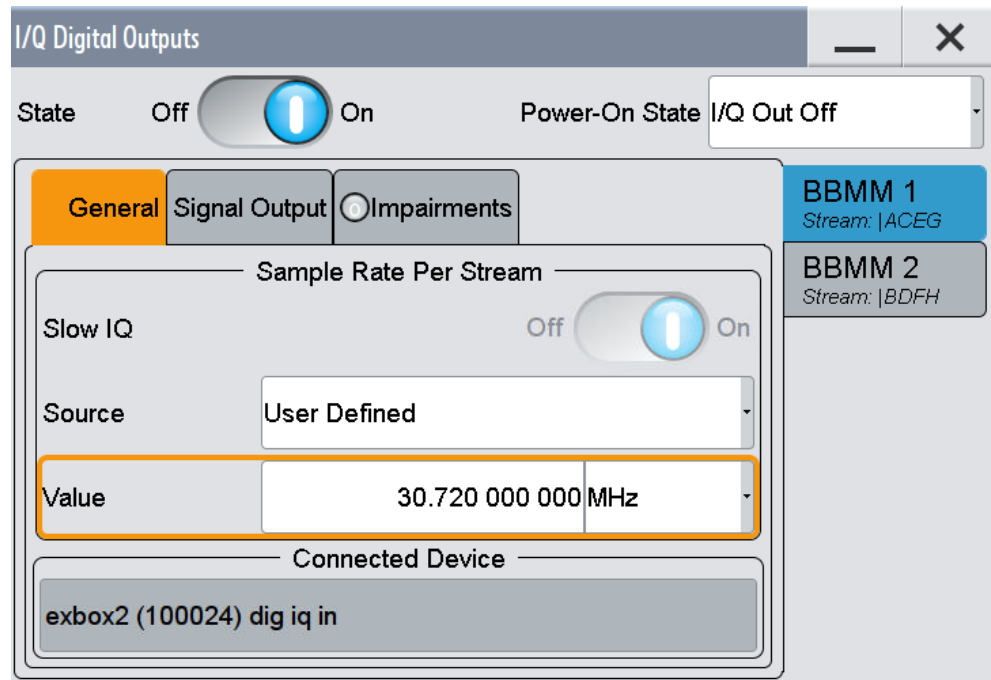 I/Q Digital Outputs
State Off On Power-On State I/Q Out Off
General Signal Output Impairments
BBMM 1
Stream: |ACEG
BBMM 2
Stream: |BDFH
Sample Rate Per Stream
Slow IQ Off On
Source User Defined
Value 30.720 000 000 MHz
Connected Device
exbox2 (100024) dig iq in